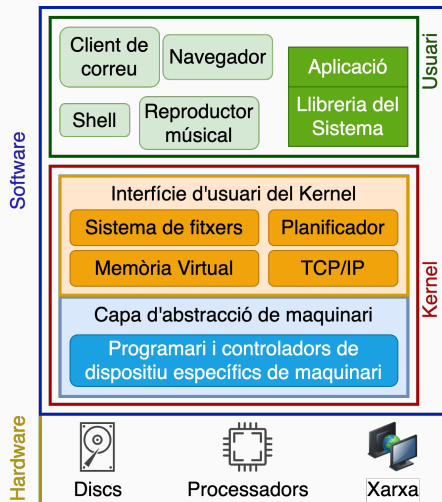 Software
Usuari
Client de
correu
Navegador
Shell
Reproductor
músical
Aplicació
Llibreria del
Sistema
Kernel
Interfície d'usuari del Kernel
Sistema de fitxers
Planificador
Memòria Virtual
TCP/IP
Capa d'abstracció de maquinari
Programari i controladors de
dispositiu específics de maquinari
Hardware
Discs
Processadors
Xarxa